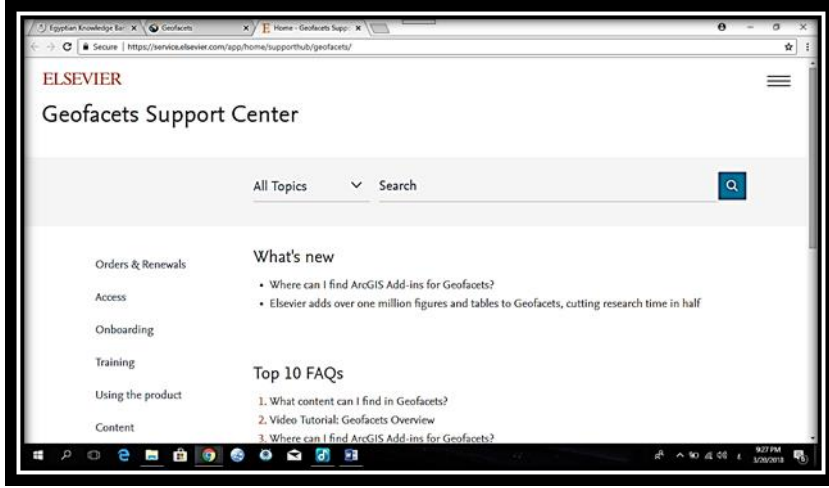 Egyptian Knowledge Ban
Geofacets
Home - Geofacets Suppo
Secure | https://service.elsevier.com/app/home/supporthub/geofacets/
ELSEVIER
Geofacets Support Center
All Topics
Search
Orders & Renewals
Access
Onboarding
Training
Using the product
Content
What's new
• Where can I find ArcGIS Add-ins for Geofacets?
• Elsevier adds over one million figures and tables to Geofacets, cutting research time in half
Top 10 FAQs
1. What content can I find in Geofacets?
2. Video Tutorial: Geofacets Overview
3. Where can I find ArcGIS Add-ins for Geofacets?
9:27 PM
3/20/2018